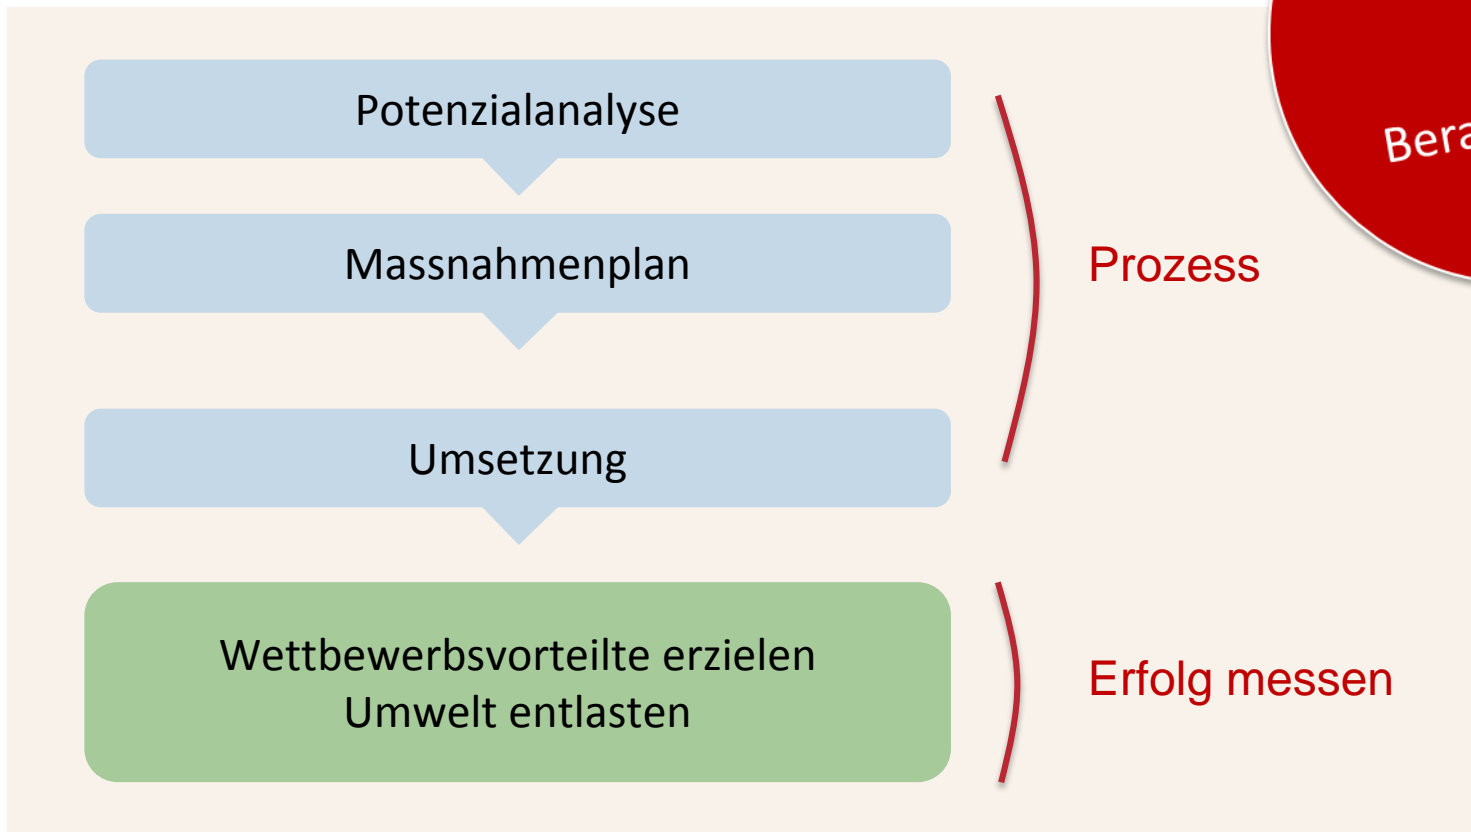 Potenzialanalyse
Massnahmenplan
Prozess
Umsetzung
Wettbewerbsvorteilte erzielen
Umwelt entlasten
Erfolg messen